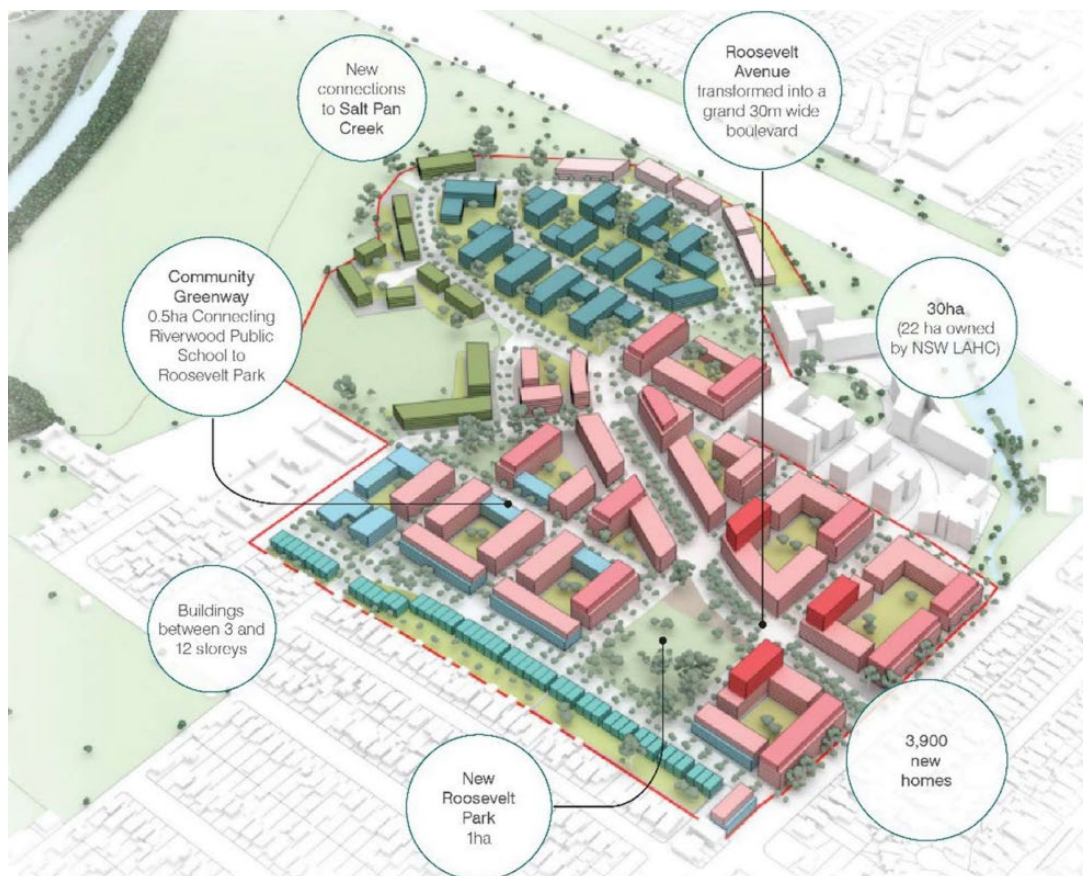 New
connections
to Salt Pan
Creek
Roosevelt
Avenue
transformed into a
grand 30m wide
boulevard
Community
Greenway
0.5ha Connecting
Riverwood Public
School to
Roosevelt Park
30ha
(22 ha owned
by NSW LAHC)
Buildings
between 3 and
12 storeys
New
Roosevelt
Park
1ha
3,900
new
homes